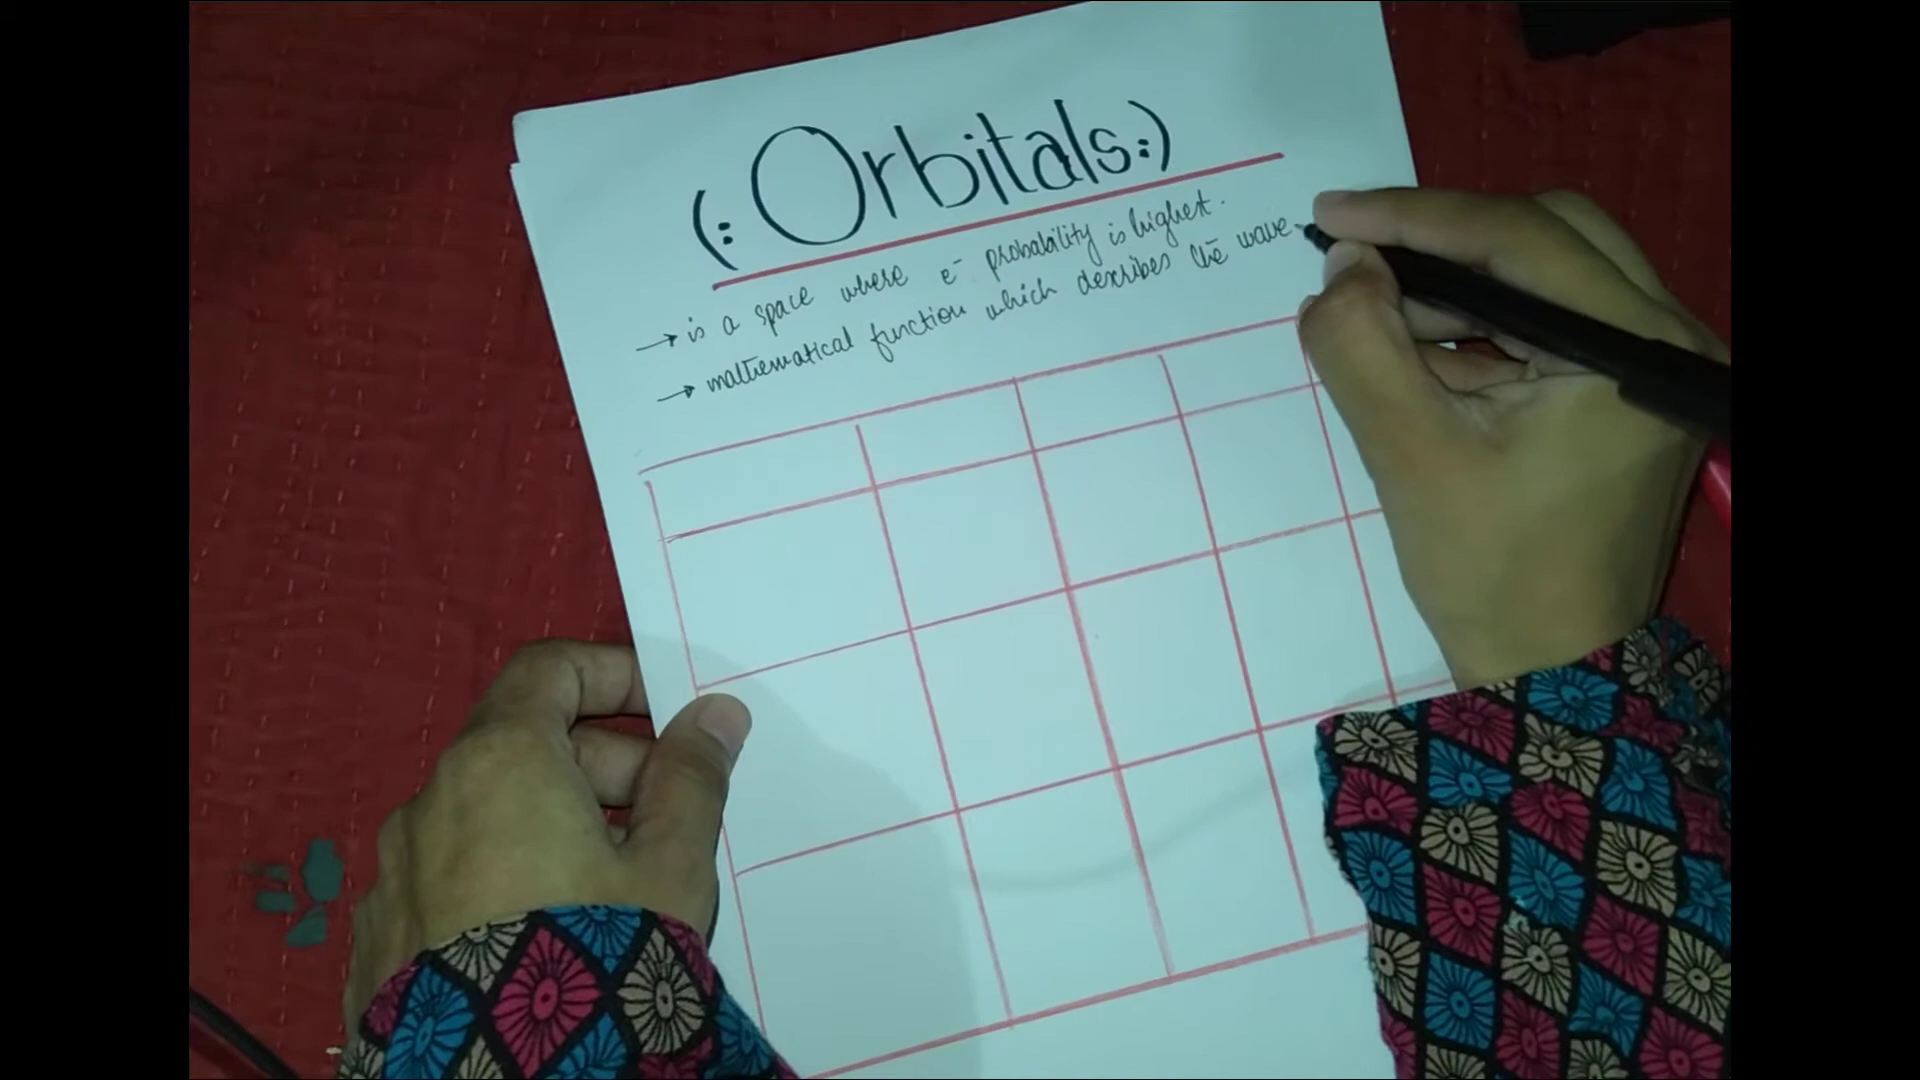 (: Orbitals :)
→ is a space where e⁻ probability is highest.
→ mathematical function which describes the wave